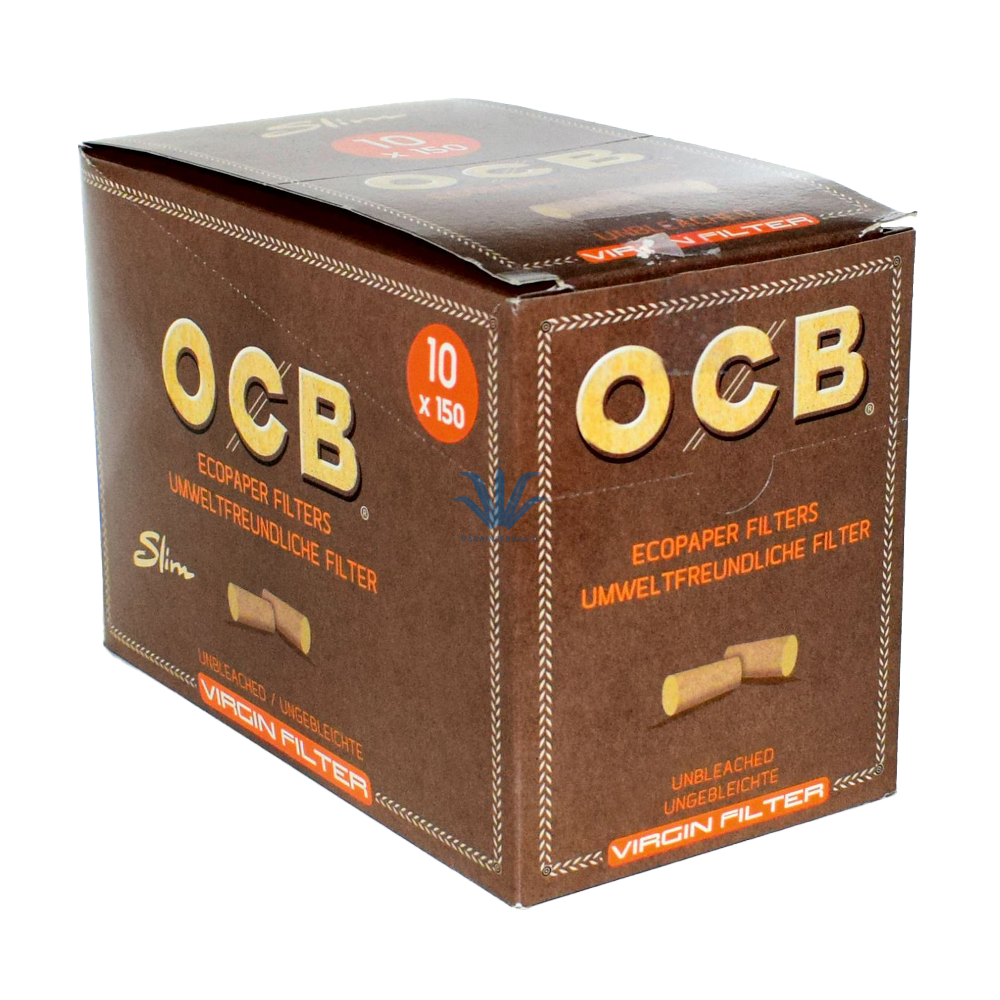 Slim
10
x 150
OCB
UNBLEACHED
VIRGIN FILTER
OCB
®
10
x 150
ECOPAPER FILTERS
UMWELTFREUNDLICHE FILTER
Slim
UNBLEACHED / UNGEBLEICHTE
VIRGIN FILTER
OCB
®
ECOPAPER FILTERS
UMWELTFREUNDLICHE FILTER
UNBLEACHED
UNGEBLEICHTE
VIRGIN FILTER